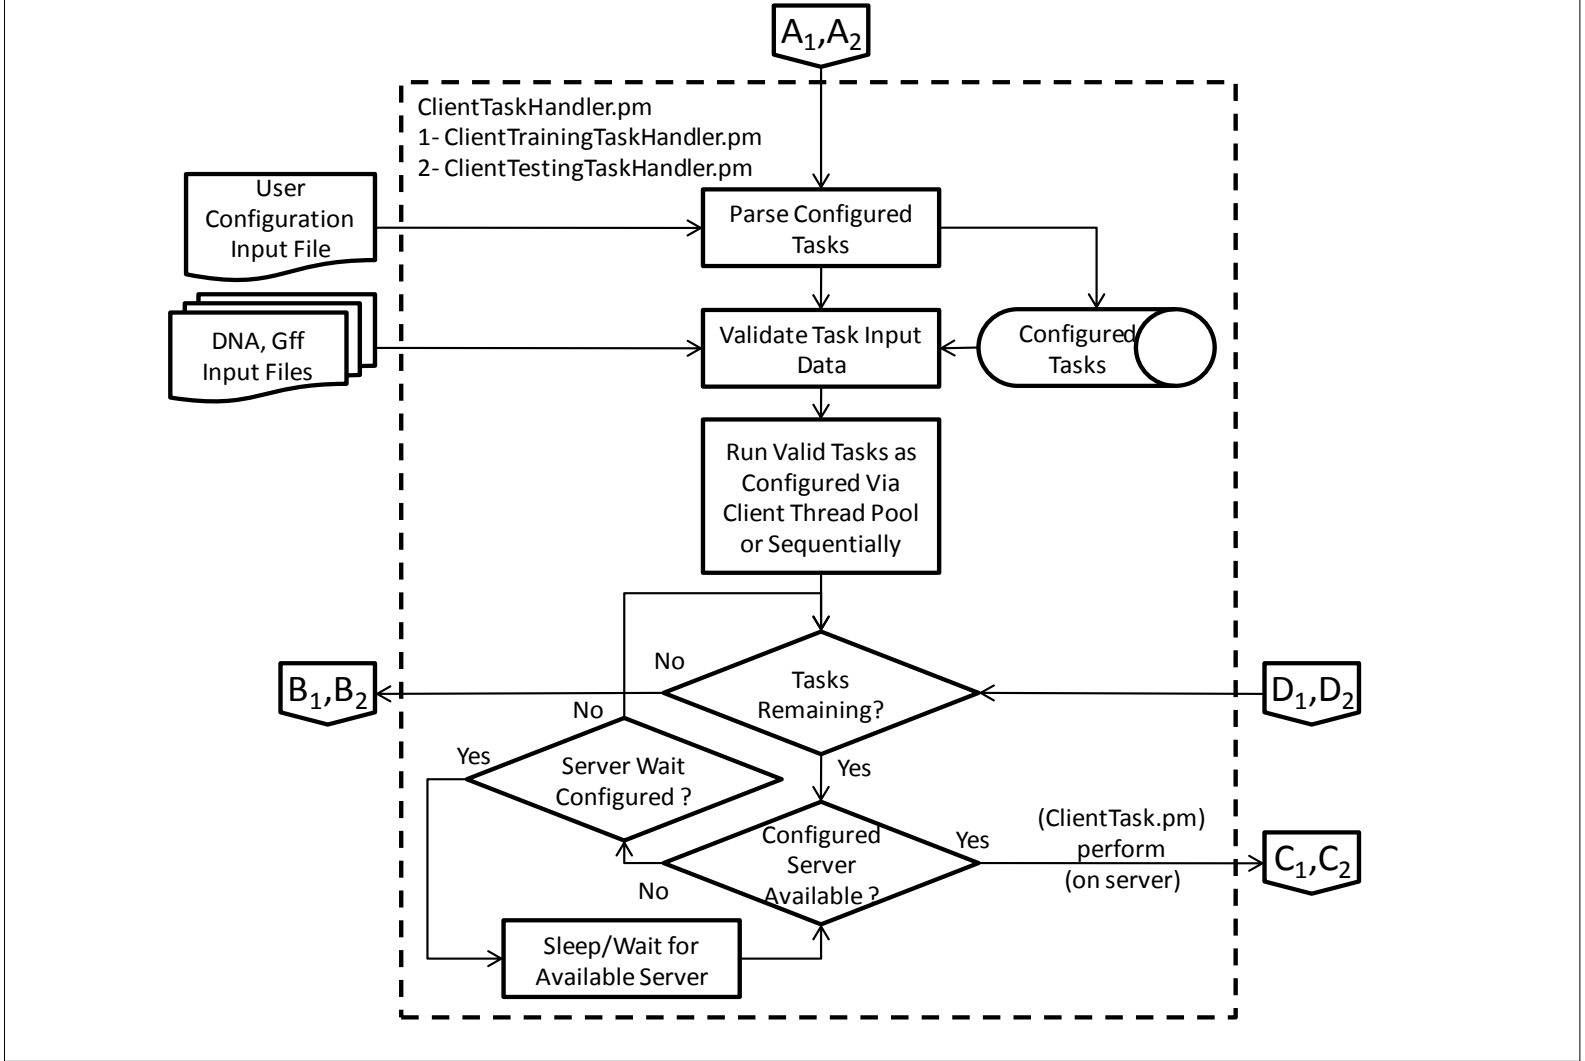 A1,A2
ClientTaskHandler.pm
1- ClientTrainingTaskHandler.pm
2- ClientTestingTaskHandler.pm
User
Configuration
Input File
Parse Configured
Tasks
DNA, Gff
Input Files
Validate Task Input
Data
Configured
Tasks
Run Valid Tasks as
Configured Via
Client Thread Pool
or Sequentially
No
Tasks
Remaining?
B1,B2
D1,D2
No
Yes
Server Wait
Configured ?
Yes
Configured
Server
Available ?
Yes
(ClientTask.pm)
perform
(on server)
C1,C2
No
Sleep/Wait for
Available Server